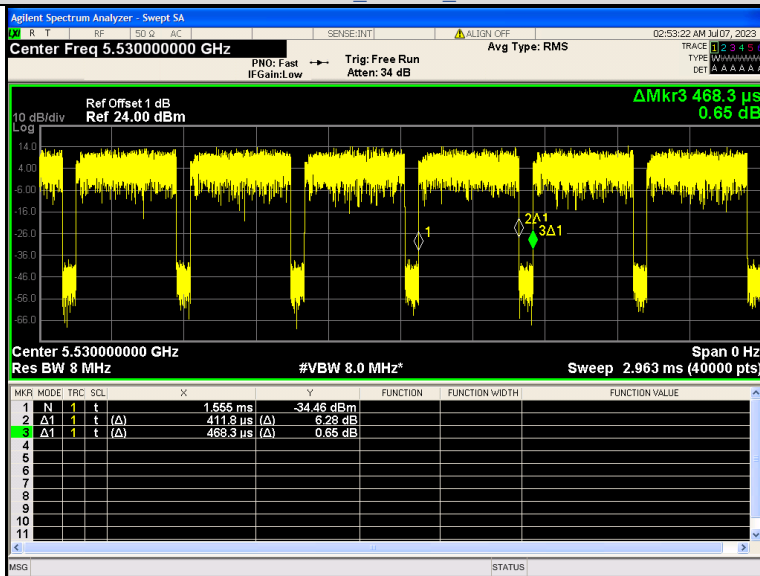 Agilent Spectrum Analyzer - Swept SA
LXI R T RF 50 Ω AC SENSE:INT ALIGN OFF 02:53:22 AM Jul 07, 2023
Center Freq 5.530000000 GHz Avg Type: RMS TRACE 1 2 3 4 5
PNO: Fast Trig: Free Run TYPE
IFGain:Low Atten: 34 dB DET A A A A A
ΔMkr3 468.3 µs
0.65 dB
Ref Offset 1 dB
10 dB/div Ref 24.00 dBm
Log
14.0
4.00
-6.00
-16.0
-26.0
-36.0
-46.0
-56.0
-66.0
1
2Δ1
3Δ1
Center 5.530000000 GHz Span 0 Hz
Res BW 8 MHz #VBW 8.0 MHz* Sweep 2.963 ms (40000 pts)
MKR MODE TRC SCL X Y FUNCTION FUNCTION WIDTH FUNCTION VALUE
1 N 1 t 1.555 ms -34.46 dBm
2 Δ1 1 t (Δ) 411.8 µs (Δ) 6.28 dB
3 Δ1 1 t (Δ) 468.3 µs (Δ) 0.65 dB
4
5
6
7
8
9
10
11
MSG STATUS